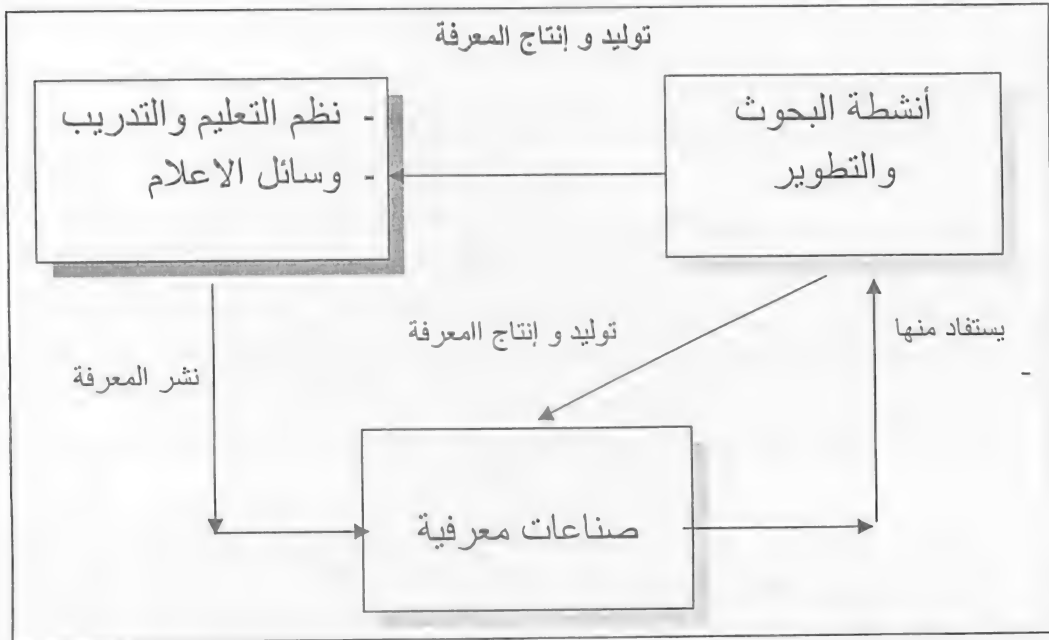 توليد و إنتاج المعرفة
أنشطة البحوث
والتطوير
- نظم التعليم والتدريب
- وسائل الاعلام
يستفاد منها
توليد و إنتاج اامعرفة
نشر المعرفة
-
صناعات معرفية